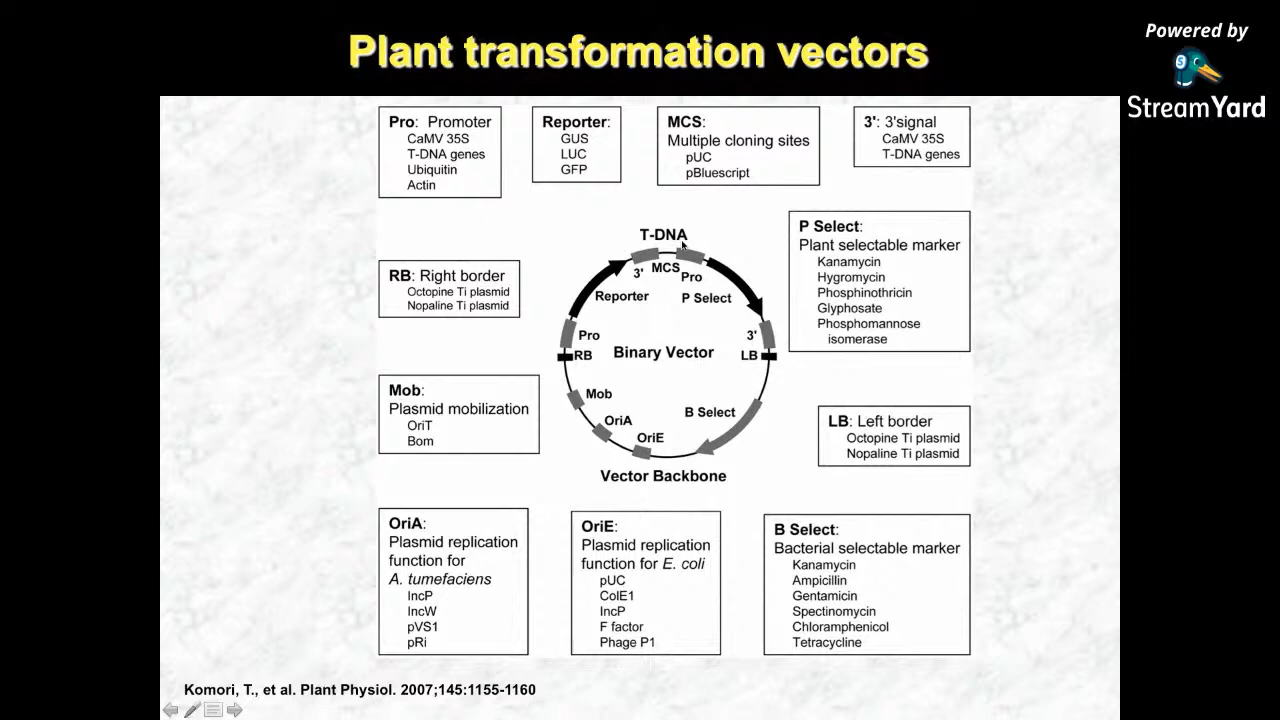 Plant transformation vectors
Powered by
StreamYard
Pro: Promoter
CaMV 35S
T-DNA genes
Ubiquitin
Actin
Reporter:
GUS
LUC
GFP
MCS:
Multiple cloning sites
pUC
pBluescript
3': 3'signal
CaMV 35S
T-DNA genes
RB: Right border
Octopine Ti plasmid
Nopaline Ti plasmid
T-DNA
3'
MCS
Pro
Reporter
P Select
Pro
3'
RB
Binary Vector
LB
Mob
B Select
OriA
OriE
Vector Backbone
P Select:
Plant selectable marker
Kanamycin
Hygromycin
Phosphinothricin
Glyphosate
Phosphomannose
isomerase
Mob:
Plasmid mobilization
OriT
Bom
LB: Left border
Octopine Ti plasmid
Nopaline Ti plasmid
OriA:
Plasmid replication
function for
A. tumefaciens
IncP
IncW
pVS1
pRi
OriE:
Plasmid replication
function for E. coli
pUC
ColE1
IncP
F factor
Phage P1
B Select:
Bacterial selectable marker
Kanamycin
Ampicillin
Gentamicin
Spectinomycin
Chloramphenicol
Tetracycline
Komori, T., et al. Plant Physiol. 2007;145:1155-1160